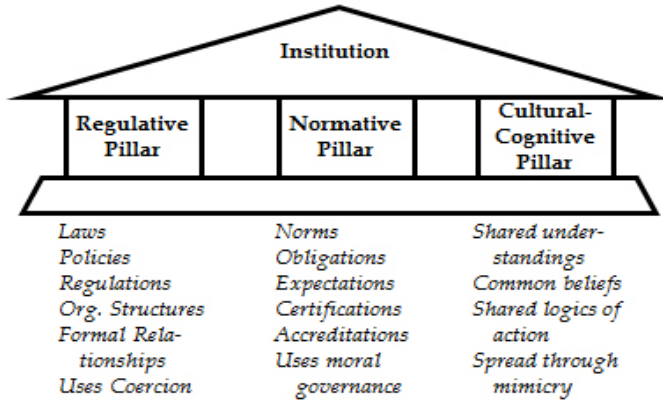 Institution
Regulative
Pillar
Normative
Pillar
Cultural-
Cognitive
Pillar
Laws
Policies
Regulations
Org. Structures
Formal Rela-
tionships
Uses Coercion
Norms
Obligations
Expectations
Certifications
Accreditations
Uses moral
governance
Shared under-
standings
Common beliefs
Shared logics of
action
Spread through
mimicry